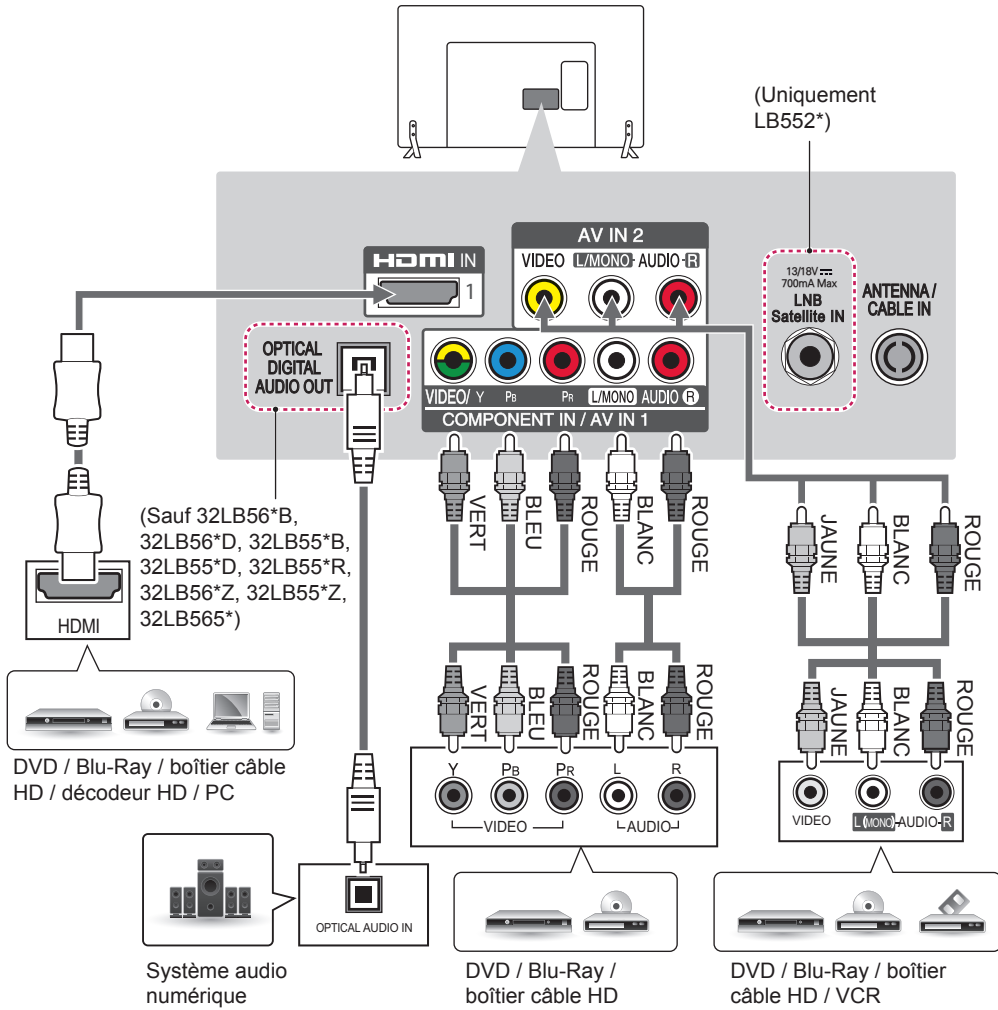 (Uniquement
LB552*)
AV IN 2
VIDEO L/MONO AUDIO R
HDMI IN
1
13/18V
700mA Max
LNB
Satellite IN
ANTENNA /
CABLE IN
OPTICAL
DIGITAL
AUDIO OUT
VIDEO/ Y PB PR L/MONO AUDIO R
COMPONENT IN / AV IN 1
(Sauf 32LB56*B,
32LB56*D, 32LB55*B,
32LB55*D, 32LB55*R,
32LB56*Z, 32LB55*Z,
32LB565*)
VERT
BLEU
ROUGE
BLANC
ROUGE
JAUNE
BLANC
ROUGE
HDMI
DVD / Blu-Ray / boîtier câble
HD / décodeur HD / PC
VERT
BLEU
ROUGE
BLANC
ROUGE
JAUNE
BLANC
ROUGE
Y PB PR L R
VIDEO AUDIO
VIDEO L (MONO) AUDIO R
OPTICAL AUDIO IN
Système audio
numérique
DVD / Blu-Ray /
boîtier câble HD
DVD / Blu-Ray / boîtier
câble HD / VCR